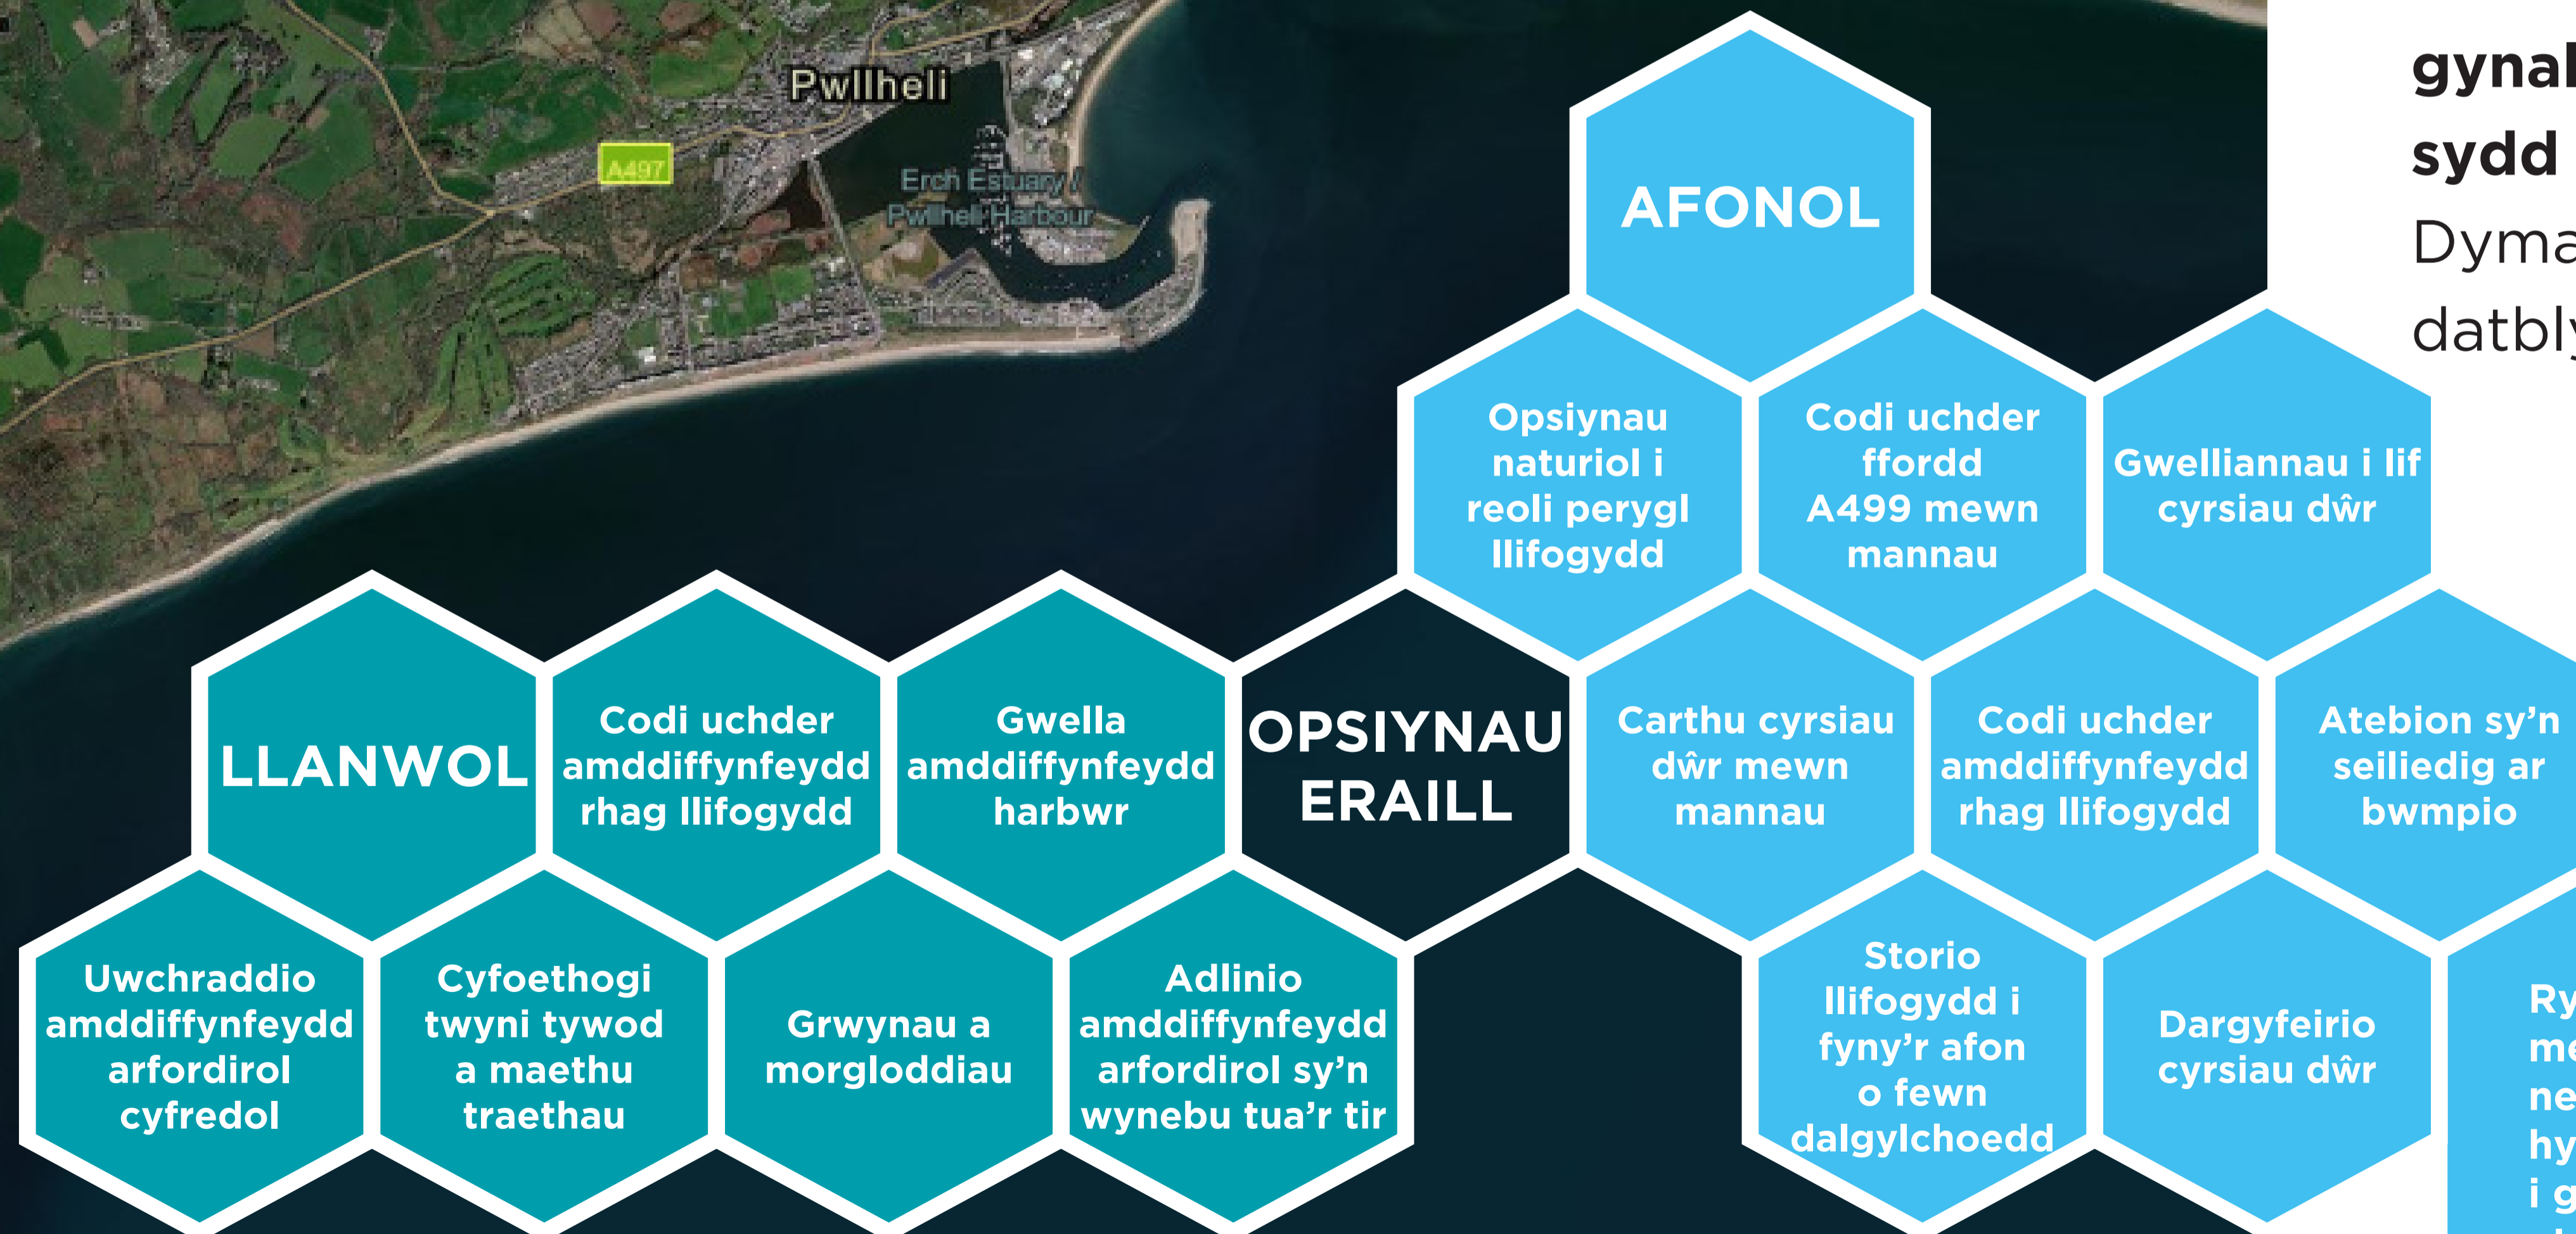 Pwllheli
A497
Erch Estuary /
Pwllheli Harbour
sydd
AFONOL
Opsiynau
naturiol i
reoli perygl
llifogydd
Codi uchder
ffordd
A499 mewn
mannau
Gwelliannau i lif
cyrsiau dŵr
LLANWOL
Codi uchder
amddiffynfeydd
rhag llifogydd
Gwella
amddiffynfeydd
harbwr
OPSIYNAU
ERAILL
Carthu cyrsiau
dŵr mewn
mannau
Codi uchder
amddiffynfeydd
rhag llifogydd
Atebion sy’n
seiliedig ar
bwmpio
Uwchraddio
amddiffynfeydd
arfordirol
cyfredol
Cyfoethogi
twyni tywod
a maethu
traethau
Grwynau a
morgloddiau
Adlinio
amddiffynfeydd
arfordirol sy’n
wynebu tua’r tir
Storio
llifogydd i
fyny’r afon
o fewn
dalgylchoedd
Dargyfeirio
cyrsiau dŵr
i